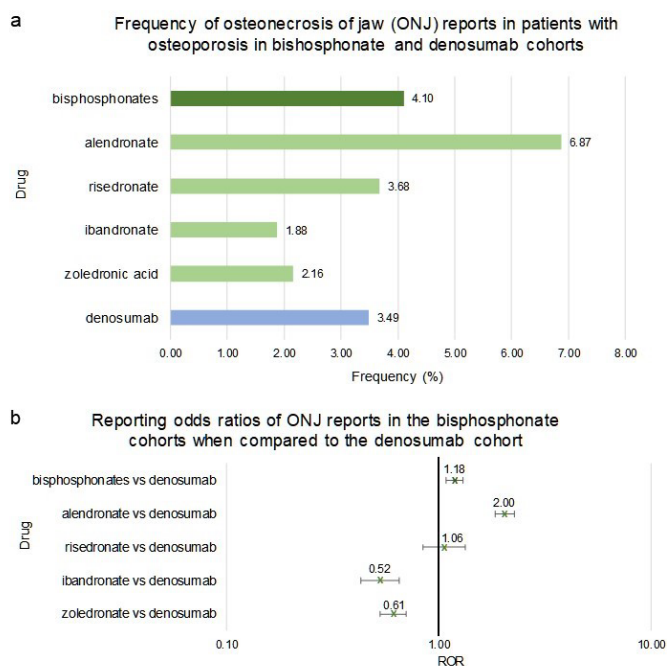 a
Frequency of osteonecrosis of jaw (ONJ) reports in patients with
osteoporosis in bishosphonate and denosumab cohorts
Drug
bisphosphonates 4.10
alendronate 6.87
risedronate 3.68
ibandronate 1.88
zoledronic acid 2.16
denosumab 3.49
0.00 1.00 2.00 3.00 4.00 5.00 6.00 7.00 8.00
Frequency (%)
b
Reporting odds ratios of ONJ reports in the bisphosphonate
cohorts when compared to the denosumab cohort
Drug
bisphosphonates vs denosumab 1.18
alendronate vs denosumab 2.00
risedronate vs denosumab 1.06
ibandronate vs denosumab 0.52
zoledronate vs denosumab 0.61
0.10 1.00 10.00
ROR